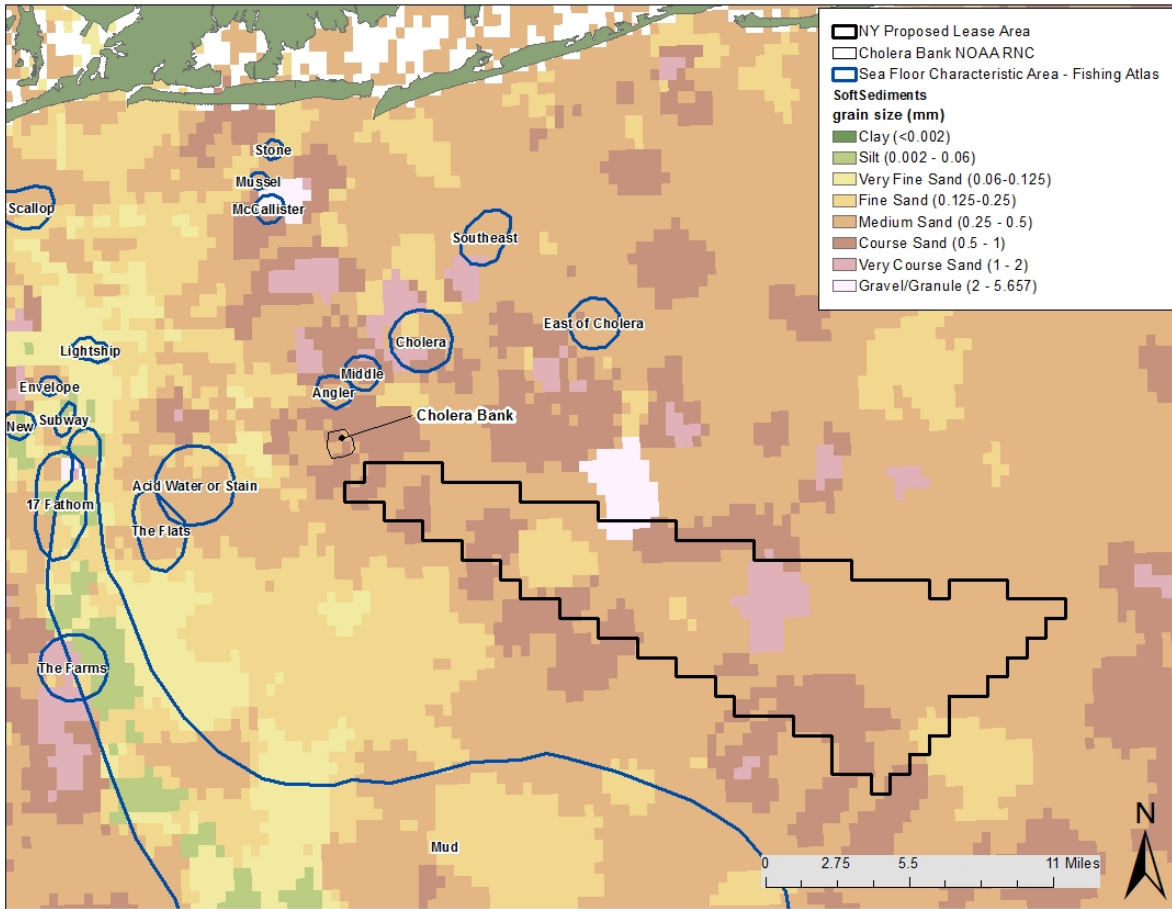 NY Proposed Lease Area
Cholera Bank NOAA RNC
Sea Floor Characteristic Area - Fishing Atlas
SoftSediments
grain size (mm)
Clay (<0.002)
Silt (0.002 - 0.06)
Very Fine Sand (0.06-0.125)
Fine Sand (0.125-0.25)
Medium Sand (0.25 - 0.5)
Course Sand (0.5 - 1)
Very Course Sand (1 - 2)
Gravel/Granule (2 - 5.657)
Stone
Mussel
McCallister
Scallop
Southeast
East of Cholera
Cholera
Lightship
Middle
Envelope
Angler
Cholera Bank
Subway
New
Acid Water or Stain
17 Fathom
The Flats
The Farms
Mud
N
0 2.75 5.5 11 Miles